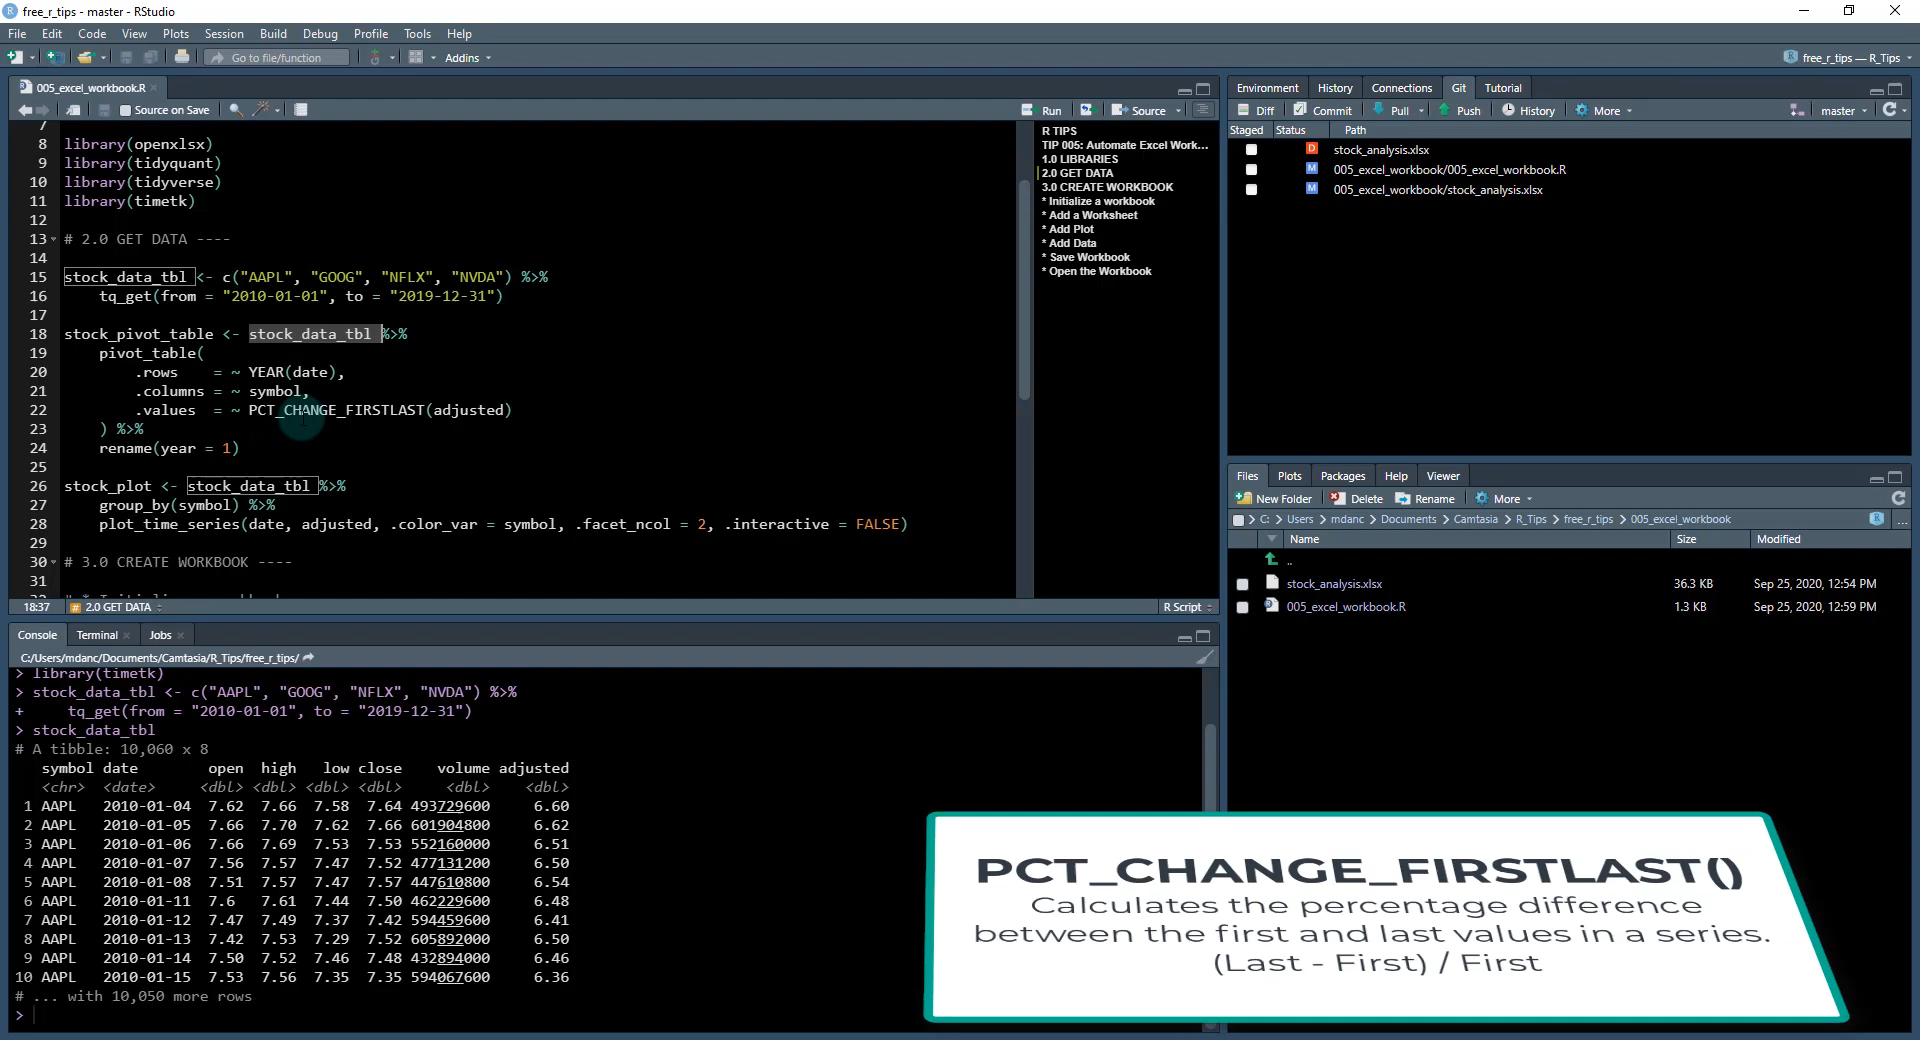 free_r_tips - master - RStudio
File Edit Code View Plots Session Build Debug Profile Tools Help
Go to file/function Addins free_r_tips — R_Tips
005_excel_workbook.R
Source on Save Run Source
7
8 library(openxlsx)
9 library(tidyquant)
10 library(tidyverse)
11 library(timetk)
12
13 # 2.0 GET DATA ----
14
15 stock_data_tbl <- c("AAPL", "GOOG", "NFLX", "NVDA") %>%
16 tq_get(from = "2010-01-01", to = "2019-12-31")
17
18 stock_pivot_table <- stock_data_tbl %>%
19 pivot_table(
20 .rows = ~ YEAR(date),
21 .columns = ~ symbol,
22 .values = ~ PCT_CHANGE_FIRSTLAST(adjusted)
23 ) %>%
24 rename(year = 1)
25
26 stock_plot <- stock_data_tbl %>%
27 group_by(symbol) %>%
28 plot_time_series(date, adjusted, .color_var = symbol, .facet_ncol = 2, .interactive = FALSE)
29
30 # 3.0 CREATE WORKBOOK ----
31
18:37 # 2.0 GET DATA R Script
R TIPS
TIP 005: Automate Excel Work...
1.0 LIBRARIES
2.0 GET DATA
3.0 CREATE WORKBOOK
* Initialize a workbook
* Add a Worksheet
* Add Plot
* Add Data
* Save Workbook
* Open the Workbook
Console Terminal Jobs
C:/Users/mdanc/Documents/Camtasia/R_Tips/free_r_tips/
> library(timetk)
> stock_data_tbl <- c("AAPL", "GOOG", "NFLX", "NVDA") %>%
+ tq_get(from = "2010-01-01", to = "2019-12-31")
> stock_data_tbl
# A tibble: 10,060 x 8
symbol date open high low close volume adjusted
<chr> <date> <dbl> <dbl> <dbl> <dbl> <dbl> <dbl>
1 AAPL 2010-01-04 7.62 7.66 7.58 7.64 493729600 6.60
2 AAPL 2010-01-05 7.66 7.70 7.62 7.66 601904800 6.62
3 AAPL 2010-01-06 7.66 7.69 7.53 7.53 552160000 6.51
4 AAPL 2010-01-07 7.56 7.57 7.47 7.52 477131200 6.50
5 AAPL 2010-01-08 7.51 7.57 7.47 7.57 447610800 6.54
6 AAPL 2010-01-11 7.6 7.61 7.44 7.50 462229600 6.48
7 AAPL 2010-01-12 7.47 7.49 7.37 7.42 594459600 6.41
8 AAPL 2010-01-13 7.42 7.53 7.29 7.52 605892000 6.50
9 AAPL 2010-01-14 7.50 7.52 7.46 7.48 432894000 6.46
10 AAPL 2010-01-15 7.53 7.56 7.35 7.35 594067600 6.36
# ... with 10,050 more rows
>
Environment History Connections Git Tutorial
Diff Commit Pull Push History More master
Staged Status Path
D stock_analysis.xlsx
M 005_excel_workbook/005_excel_workbook.R
M 005_excel_workbook/stock_analysis.xlsx
Files Plots Packages Help Viewer
New Folder Delete Rename More
C: > Users > mdanc > Documents > Camtasia > R_Tips > free_r_tips > 005_excel_workbook ...
Name Size Modified
..
stock_analysis.xlsx 36.3 KB Sep 25, 2020, 12:54 PM
005_excel_workbook.R 1.3 KB Sep 25, 2020, 12:59 PM
PCT_CHANGE_FIRSTLAST()
Calculates the percentage difference
between the first and last values in a series.
(Last - First) / First